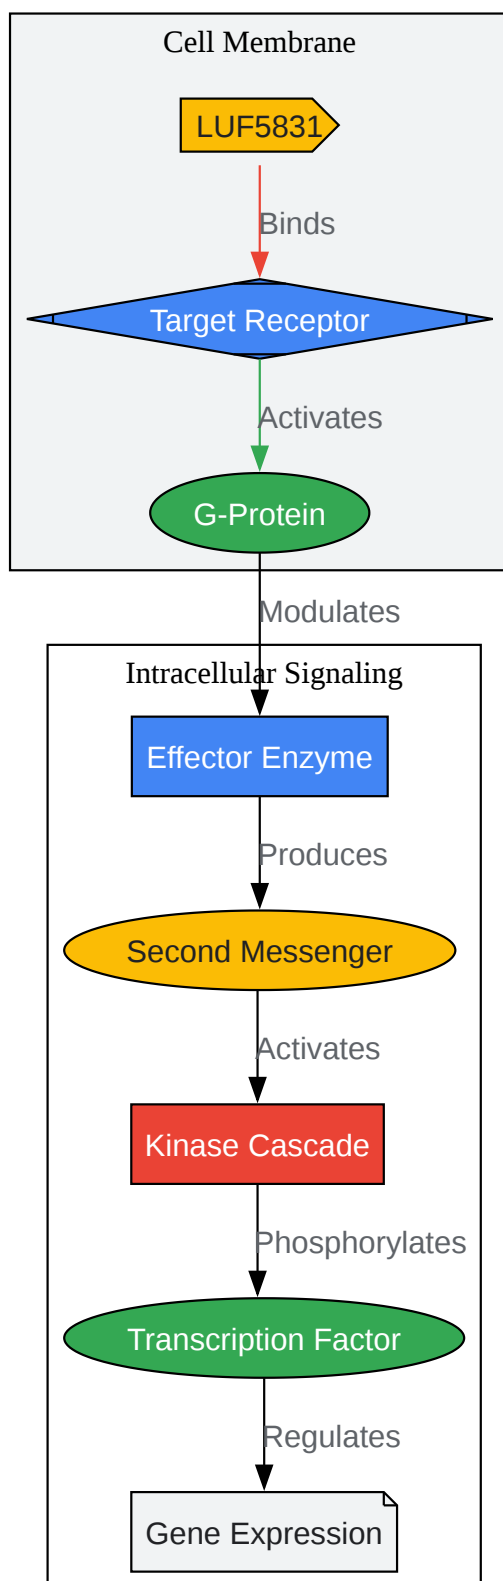 Cell Membrane
LUF5831
Binds
Target Receptor
Activates
G-Protein
Modulates
Intracellular Signaling
Effector Enzyme
Produces
Second Messenger
Activates
Kinase Cascade
Phosphorylates
Transcription Factor
Regulates
Gene Expression